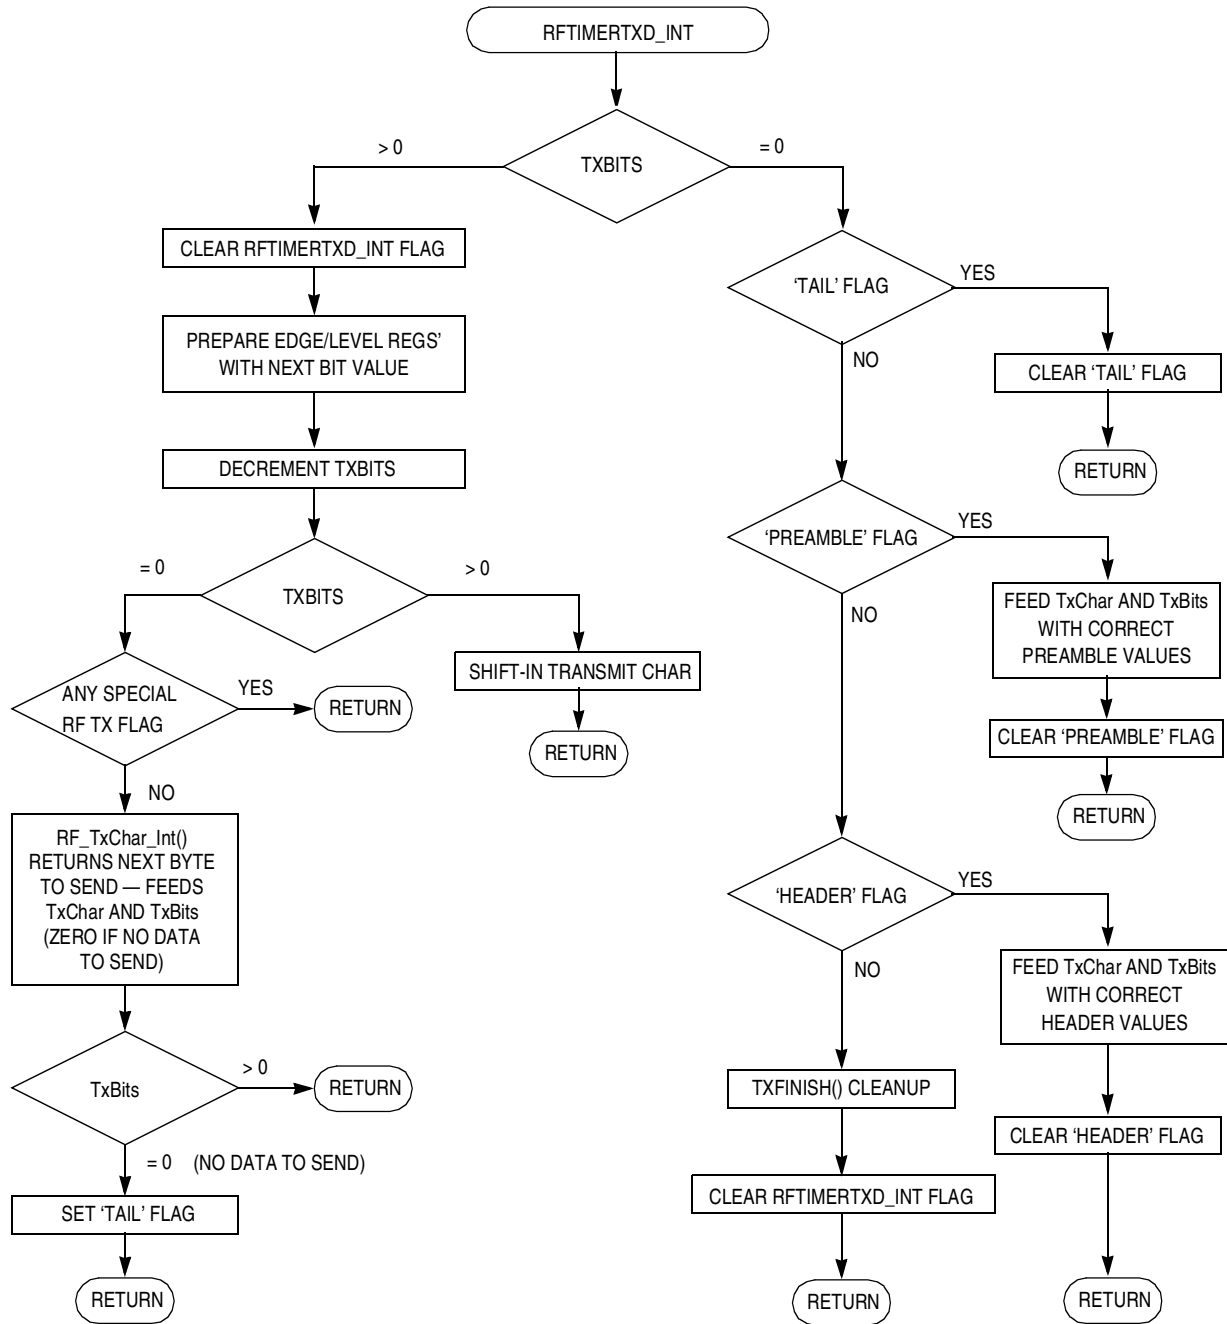 RFTIMERTXD_INT
> 0
TXBITS
= 0
CLEAR RFTIMERTXD_INT FLAG
PREPARE EDGE/LEVEL REGS’
WITH NEXT BIT VALUE
DECREMENT TXBITS
= 0
TXBITS
> 0
SHIFT-IN TRANSMIT CHAR
RETURN
ANY SPECIAL
RF TX FLAG
YES
RETURN
NO
RF_TxChar_Int()
RETURNS NEXT BYTE
TO SEND — FEEDS
TxChar AND TxBits
(ZERO IF NO DATA
TO SEND)
TxBits
> 0
RETURN
= 0 (NO DATA TO SEND)
SET ‘TAIL’ FLAG
RETURN
‘TAIL’ FLAG
YES
CLEAR ‘TAIL’ FLAG
RETURN
NO
‘PREAMBLE’ FLAG
YES
FEED TxChar AND TxBits
WITH CORRECT
PREAMBLE VALUES
CLEAR ‘PREAMBLE’ FLAG
RETURN
NO
‘HEADER’ FLAG
YES
FEED TxChar AND TxBits
WITH CORRECT
HEADER VALUES
CLEAR ‘HEADER’ FLAG
RETURN
NO
TXFINISH() CLEANUP
CLEAR RFTIMERTXD_INT FLAG
RETURN